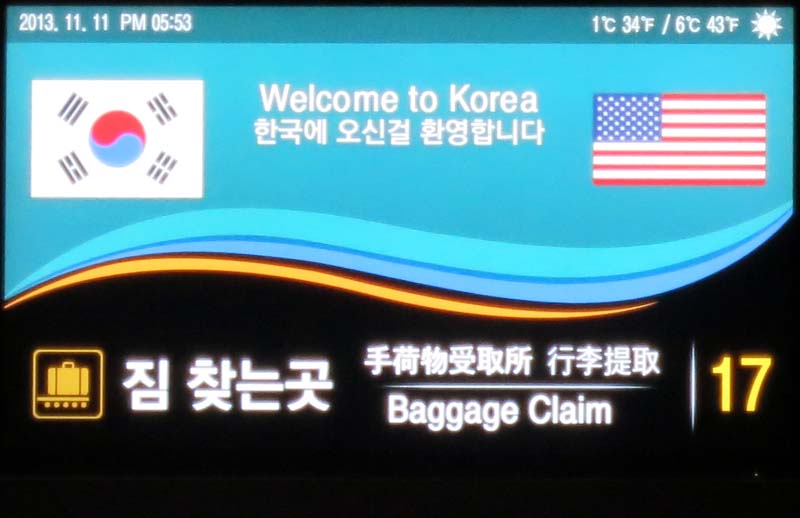 2013. 11. 11 PM 05:53
1℃ 34℉ / 6℃ 43℉
Welcome to Korea
한국에 오신걸 환영합니다
짐 찾는곳
手荷物受取所 行李提取
Baggage Claim
17